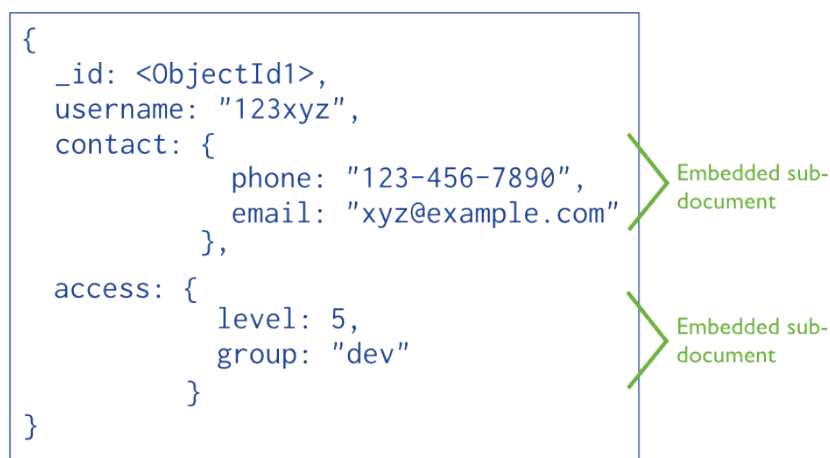 {
_id: <ObjectId1>,
username: "123xyz",
contact: {
phone: "123-456-7890",
email: "xyz@example.com"
},
Embedded sub-
document
access: {
level: 5,
group: "dev"
}
Embedded sub-
document
}